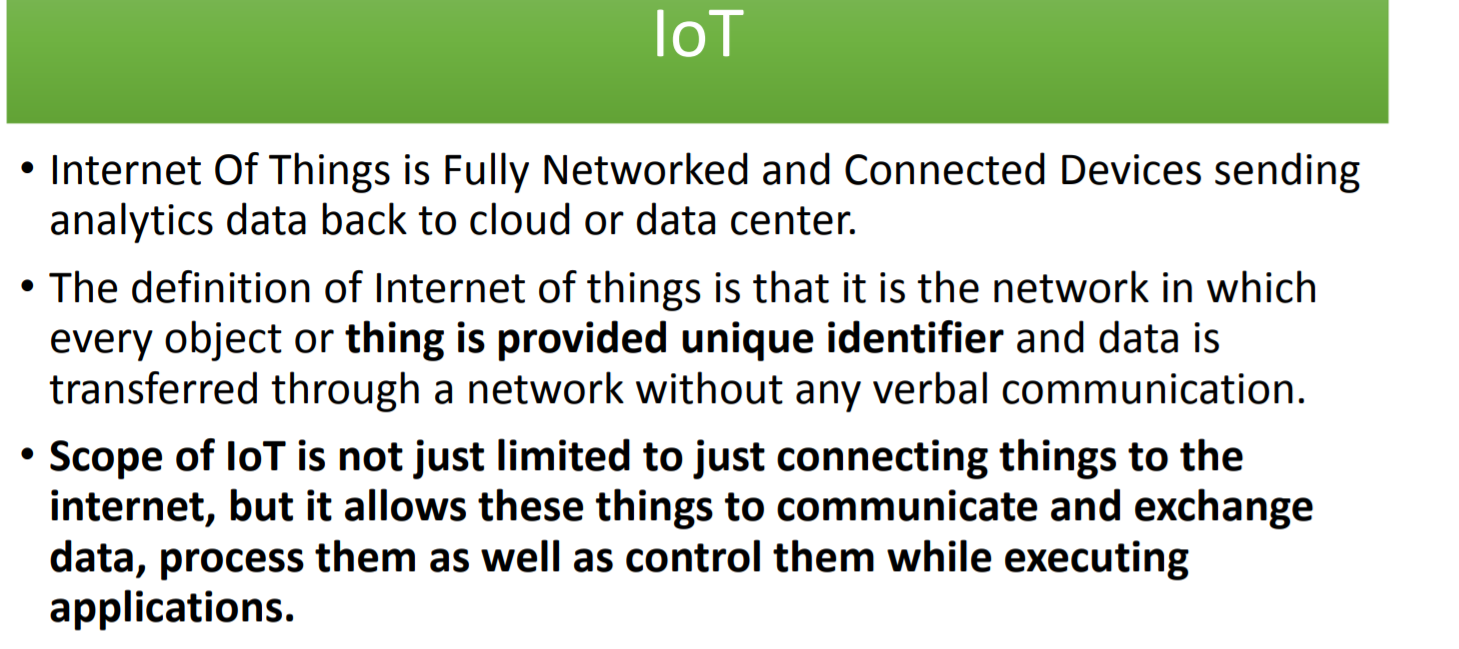 IoT
• Internet Of Things is Fully Networked and Connected Devices sending
analytics data back to cloud or data center.
• The definition of Internet of things is that it is the network in which
every object or thing is provided unique identifier and data is
transferred through a network without any verbal communication.
• Scope of IoT is not just limited to just connecting things to the
internet, but it allows these things to communicate and exchange
data, process them as well as control them while executing
applications.